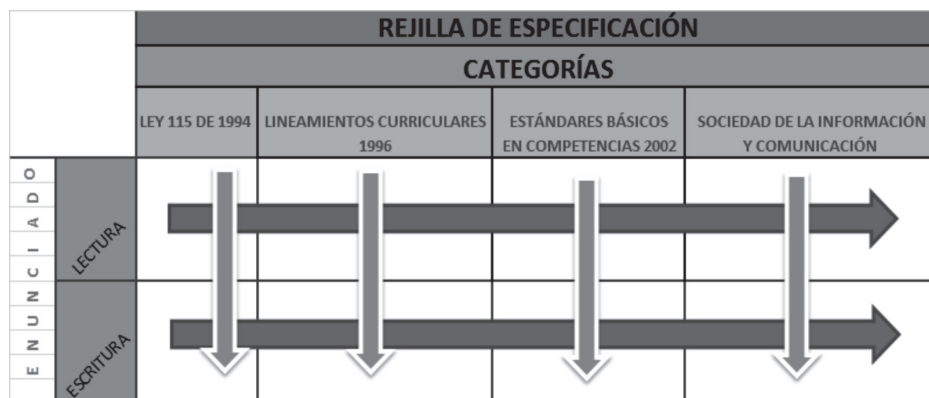 REJILLA DE ESPECIFICACIÓN
CATEGORÍAS
LEY 115 DE 1994
LINEAMIENTOS CURRICULARES
1996
ESTÁNDARES BÁSICOS
EN COMPETENCIAS 2002
SOCIEDAD DE LA INFORMACIÓN
Y COMUNICACIÓN
ENUNCIADO
LECTURA
ESCRITURA